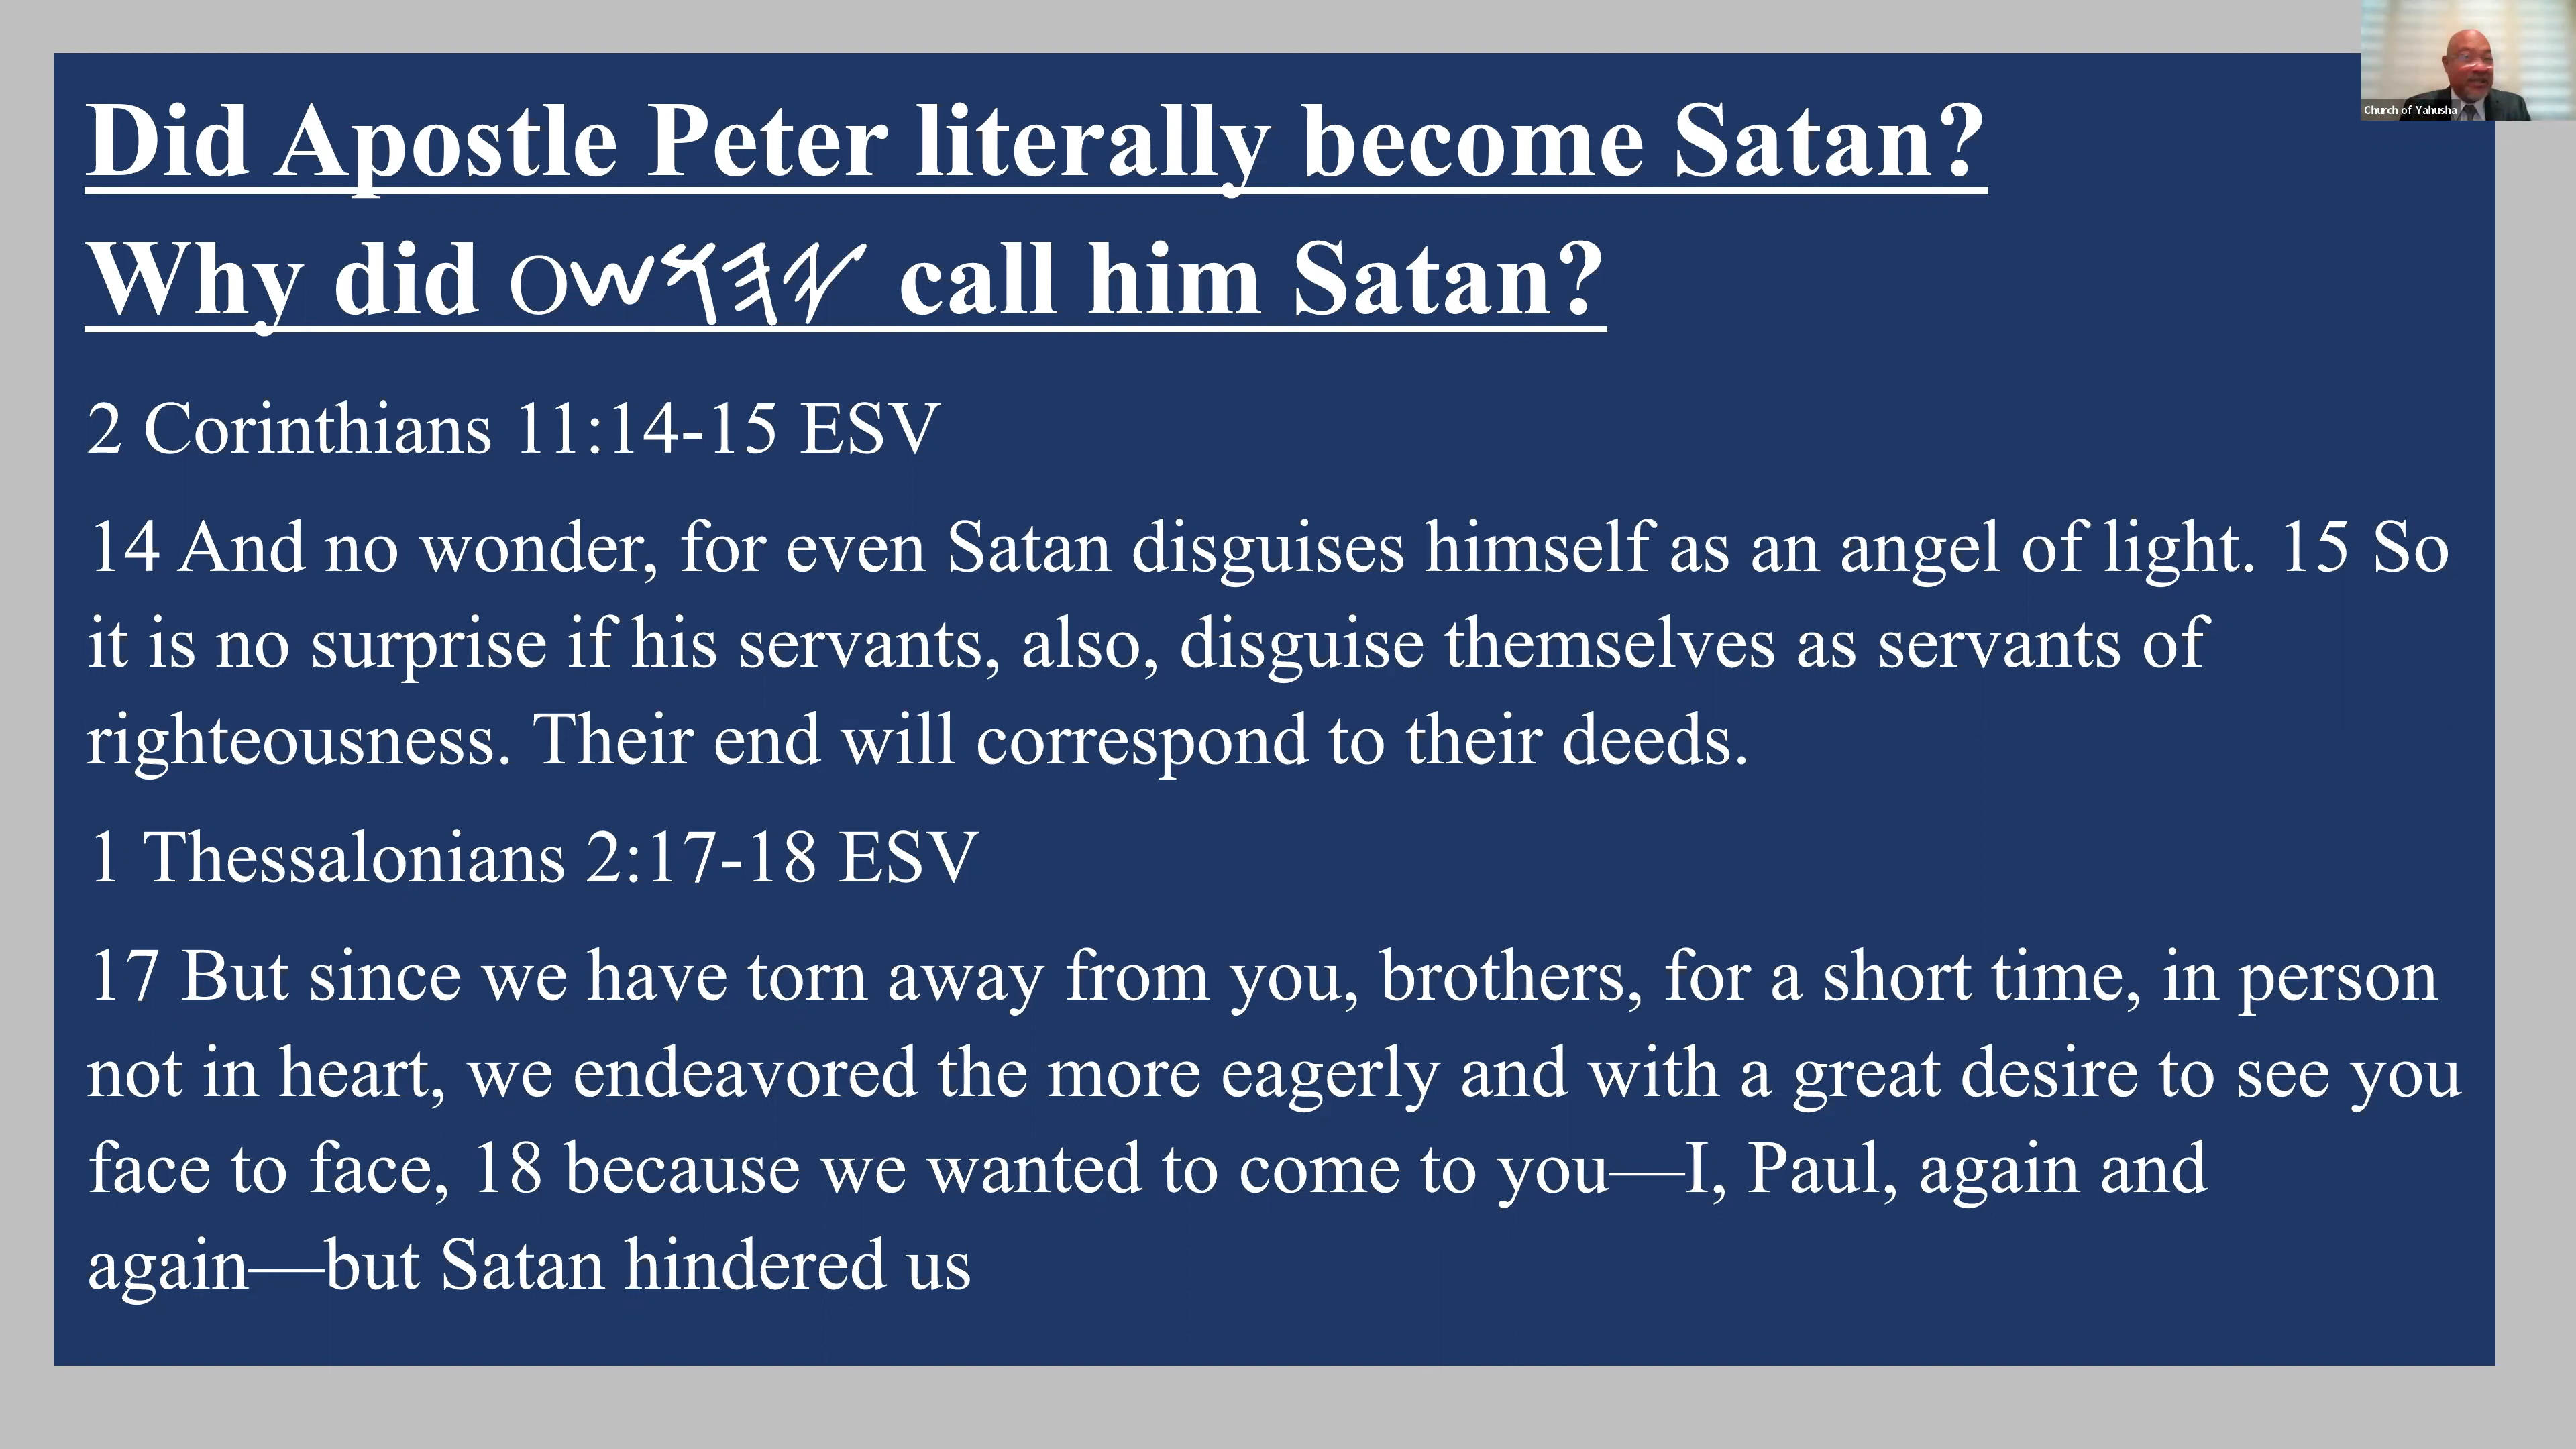 Did Apostle Peter literally become Satan?
Why did 𐤉𐤄𐤅𐤔𐤏 call him Satan?
2 Corinthians 11:14-15 ESV
14 And no wonder, for even Satan disguises himself as an angel of light. 15 So
it is no surprise if his servants, also, disguise themselves as servants of
righteousness. Their end will correspond to their deeds.
1 Thessalonians 2:17-18 ESV
17 But since we have torn away from you, brothers, for a short time, in person
not in heart, we endeavored the more eagerly and with a great desire to see you
face to face, 18 because we wanted to come to you—I, Paul, again and
again—but Satan hindered us
Church of Yahusha